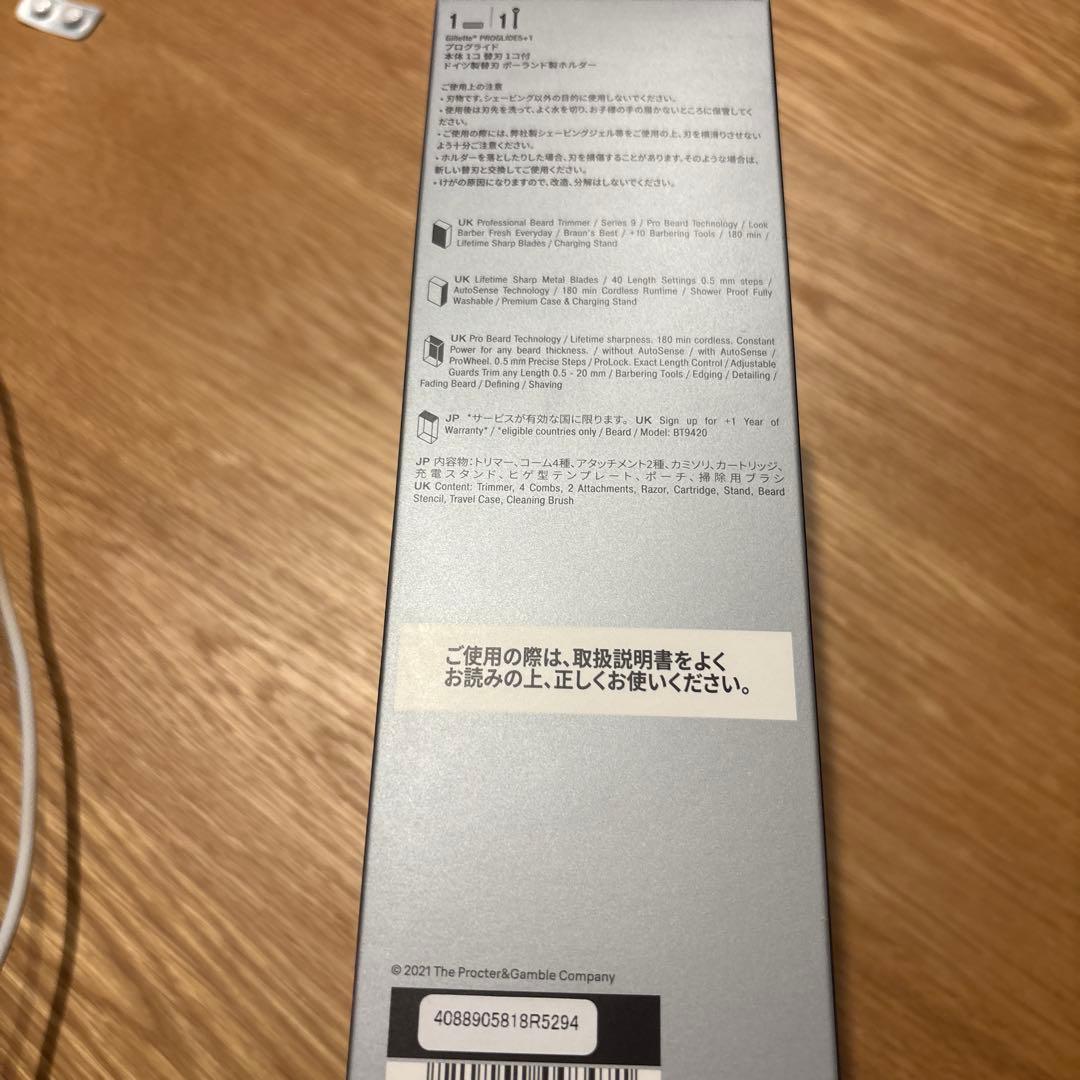 1 1
Gillette® PROGLIDE5+1
プログライド
本体1コ 替刃1コ付
ドイツ製替刃 ポーランド製ホルダー
ご使用上の注意
・刃物です。シェービング以外の目的に使用しないでください。
・使用後は刃先を洗って、よく水を切り、お子様の手の届かないところに保管してく
ださい。
・ご使用の際には、弊社製シェービングジェル等をご使用の上、刃を横滑りさせない
よう十分ご注意ください。
・ホルダーを落としたりした場合、刃を損傷することがあります。そのような場合は、
新しい替刃と交換してご使用ください。
・けがの原因になりますので、改造、分解はしないでください。
UK Professional Beard Trimmer / Series 9 / Pro Beard Technology / Look
Barber Fresh Everyday / Braun's Best / +10 Barbering Tools / 180 min /
Lifetime Sharp Blades / Charging Stand
UK Lifetime Sharp Metal Blades / 40 Length Settings 0.5 mm steps /
AutoSense Technology / 180 min Cordless Runtime / Shower Proof Fully
Washable / Premium Case & Charging Stand
UK Pro Beard Technology / Lifetime sharpness. 180 min cordless. Constant
Power for any beard thickness. / without AutoSense / with AutoSense /
ProWheel. 0.5 mm Precise Steps / ProLock. Exact Length Control / Adjustable
Guards Trim any Length 0.5 - 20 mm / Barbering Tools / Edging / Detailing /
Fading Beard / Defining / Shaving
JP *サービスが有効な国に限ります。 UK Sign up for +1 Year of
Warranty* / *eligible countries only / Beard / Model: BT9420
JP 内容物:トリマー、コーム4種、アタッチメント2種、カミソリ、カートリッジ、
充電スタンド、ヒゲ型テンプレート、ポーチ、掃除用ブラシ
UK Content: Trimmer, 4 Combs, 2 Attachments, Razor, Cartridge, Stand, Beard
Stencil, Travel Case, Cleaning Brush
ご使用の際は、取扱説明書をよく
お読みの上、正しくお使いください。
© 2021 The Procter&Gamble Company
4088905818R5294